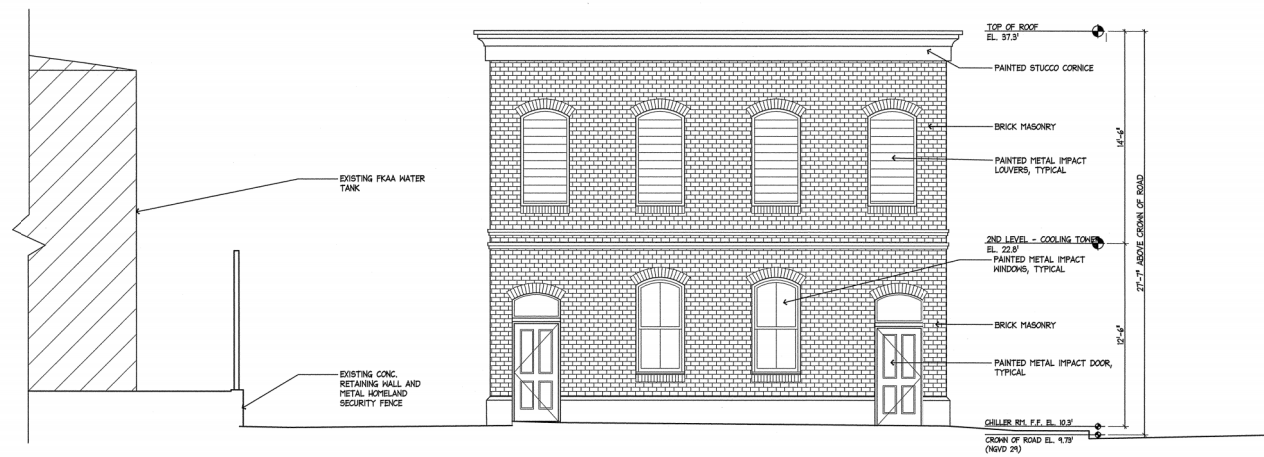 TOP OF ROOF
EL. 37.3'
PAINTED STUCCO CORNICE
BRICK MASONRY
14'-6"
PAINTED METAL IMPACT
LOUVERS, TYPICAL
EXISTING FKAA WATER
TANK
27'-7" ABOVE CROWN OF ROAD
2ND LEVEL - COOLING TOWER
EL. 22.8'
PAINTED METAL IMPACT
WINDOWS, TYPICAL
BRICK MASONRY
12'-6"
PAINTED METAL IMPACT DOOR,
TYPICAL
EXISTING CONC.
RETAINING WALL AND
METAL HOMELAND
SECURITY FENCE
CHILLER RM. F.F. EL. 10.3'
CROWN OF ROAD EL. 9.73'
(NGVD 29)